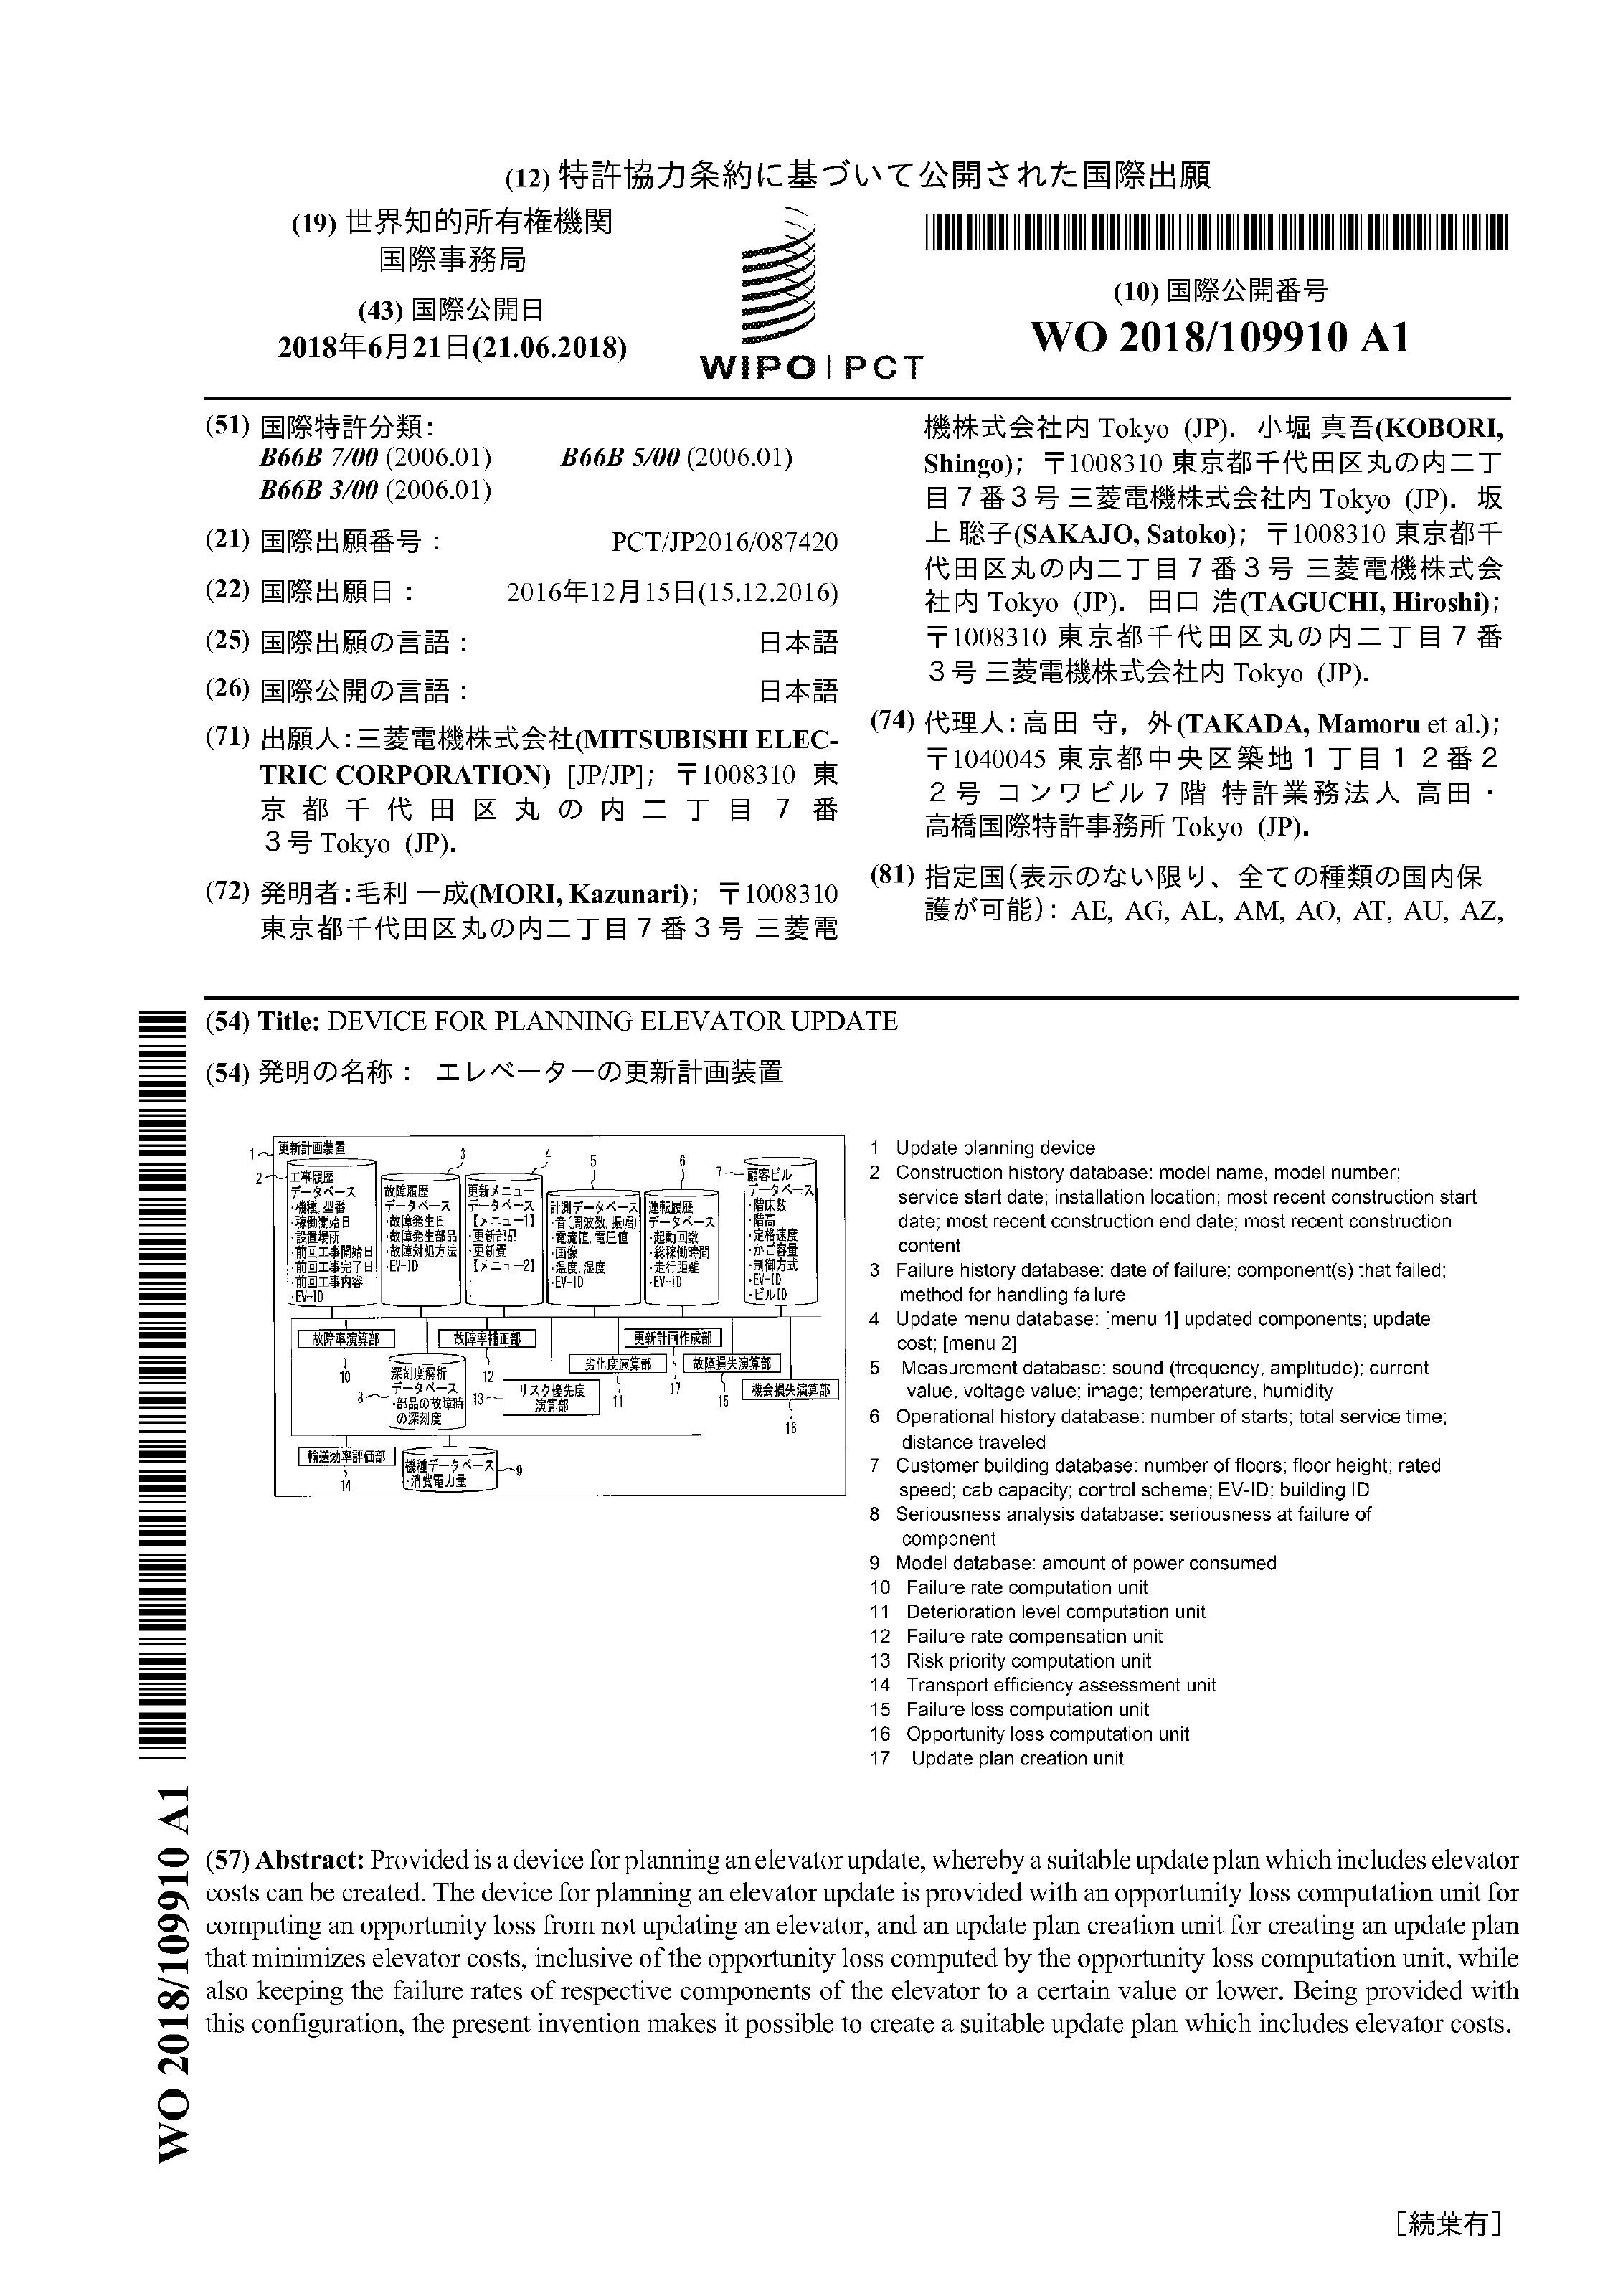 (12) 特許協力条約に基づいて公開された国際出願
(19) 世界知的所有権機関
国際事務局
(43) 国際公開日
2018年6月21日(21.06.2018)
WIPO | PCT
(10) 国際公開番号
WO 2018/109910 A1
(51) 国際特許分類:
B66B 7/00 (2006.01) B66B 5/00 (2006.01)
B66B 3/00 (2006.01)
(21) 国際出願番号: PCT/JP2016/087420
(22) 国際出願日: 2016年12月15日(15.12.2016)
(25) 国際出願の言語: 日本語
(26) 国際公開の言語: 日本語
(71) 出願人:三菱電機株式会社(MITSUBISHI ELEC-
TRIC CORPORATION) [JP/JP]; 〒1008310 東
京都千代田区丸の内二丁目7番
3号 Tokyo (JP).
(72) 発明者:毛利 一成(MORI, Kazunari); 〒1008310
東京都千代田区丸の内二丁目7番3号 三菱電
機株式会社内 Tokyo (JP). 小堀 真吾(KOBORI,
Shingo); 〒1008310 東京都千代田区丸の内二丁
目7番3号 三菱電機株式会社内 Tokyo (JP). 坂
上 聡子(SAKAJO, Satoko); 〒1008310 東京都千
代田区丸の内二丁目7番3号 三菱電機株式会
社内 Tokyo (JP). 田口 浩(TAGUCHI, Hiroshi);
〒1008310 東京都千代田区丸の内二丁目7番
3号 三菱電機株式会社内 Tokyo (JP).
(74) 代理人:高田 守, 外(TAKADA, Mamoru et al.);
〒1040045 東京都中央区築地1丁目12番2
2号 コンワビル7階 特許業務法人 高田・
高橋国際特許事務所 Tokyo (JP).
(81) 指定国(表示のない限り、全ての種類の国内保
護が可能): AE, AG, AL, AM, AO, AT, AU, AZ,
(54) Title: DEVICE FOR PLANNING ELEVATOR UPDATE
(54) 発明の名称: エレベーターの更新計画装置
1
更新計画装置
2
工事履歴
データベース
・機種, 型番
・稼働開始日
・設置場所
・前回工事開始日
・前回工事完了日
・前回工事内容
・EV-ID
3
故障履歴
データベース
・故障発生日
・故障発生部品
・故障対処方法
・EV-ID
4
更新メニュー
データベース
【メニュー1】
・更新部品
・更新費
【メニュー2】
5
計測データベース
・音(周波数, 振幅)
・電流値, 電圧値
・画像
・温度, 湿度
・EV-ID
6
運転履歴
データベース
・起動回数
・総稼働時間
・走行距離
・EV-ID
7
顧客ビル
データベース
・階床数
・階高
・定格速度
・かご容量
・制御方式
・EV-ID
・ビルID
故障率演算部
10
故障率補正部
12
更新計画作成部
17
劣化度演算部
11
故障損失演算部
15
機会損失演算部
16
8
深刻度解析
データベース
・部品の故障時
の深刻度
13
リスク優先度
演算部
輸送効率評価部
14
機種データベース
・消費電力量
9
1 Update planning device
2 Construction history database: model name, model number;
service start date; installation location; most recent construction start
date; most recent construction end date; most recent construction
content
3 Failure history database: date of failure; component(s) that failed;
method for handling failure
4 Update menu database: [menu 1] updated components; update
cost; [menu 2]
5 Measurement database: sound (frequency, amplitude); current
value, voltage value; image; temperature, humidity
6 Operational history database: number of starts; total service time;
distance traveled
7 Customer building database: number of floors; floor height; rated
speed; cab capacity; control scheme; EV-ID; building ID
8 Seriousness analysis database: seriousness at failure of
component
9 Model database: amount of power consumed
10 Failure rate computation unit
11 Deterioration level computation unit
12 Failure rate compensation unit
13 Risk priority computation unit
14 Transport efficiency assessment unit
15 Failure loss computation unit
16 Opportunity loss computation unit
17 Update plan creation unit
(57) Abstract: Provided is a device for planning an elevator update, whereby a suitable update plan which includes elevator
costs can be created. The device for planning an elevator update is provided with an opportunity loss computation unit for
computing an opportunity loss from not updating an elevator, and an update plan creation unit for creating an update plan
that minimizes elevator costs, inclusive of the opportunity loss computed by the opportunity loss computation unit, while
also keeping the failure rates of respective components of the elevator to a certain value or lower. Being provided with
this configuration, the present invention makes it possible to create a suitable update plan which includes elevator costs.
WO 2018/109910 A1
[続葉有]